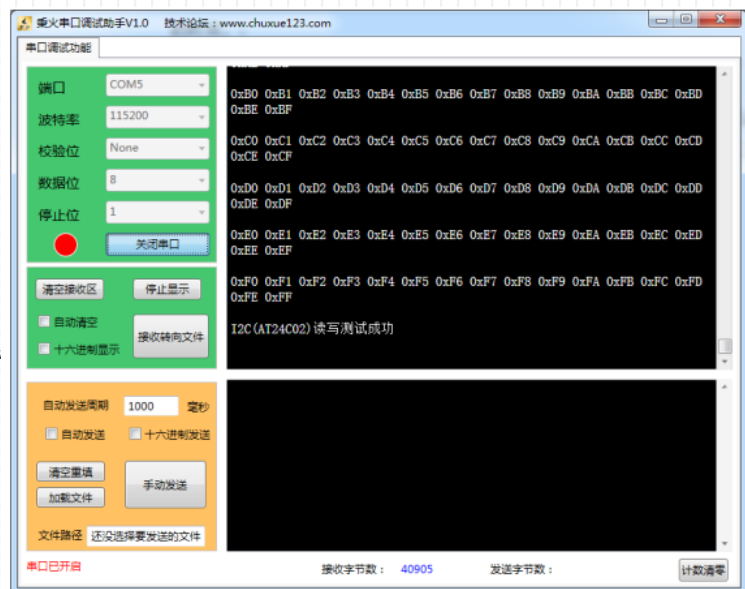 乘火串口调试助手V1.0 技术论坛：www.chuxue123.com
串口调试功能
端口 COM5
波特率 115200
校验位 None
数据位 8
停止位 1
关闭串口
清空接收区 停止显示
自动清空
十六进制显示
接收转向文件
0xB0 0xB1 0xB2 0xB3 0xB4 0xB5 0xB6 0xB7 0xB8 0xB9 0xBA 0xBB 0xBC 0xBD
0xBE 0xBF
0xC0 0xC1 0xC2 0xC3 0xC4 0xC5 0xC6 0xC7 0xC8 0xC9 0xCA 0xCB 0xCC 0xCD
0xCE 0xCF
0xD0 0xD1 0xD2 0xD3 0xD4 0xD5 0xD6 0xD7 0xD8 0xD9 0xDA 0xDB 0xDC 0xDD
0xDE 0xDF
0xE0 0xE1 0xE2 0xE3 0xE4 0xE5 0xE6 0xE7 0xE8 0xE9 0xEA 0xEB 0xEC 0xED
0xEE 0xEF
0xF0 0xF1 0xF2 0xF3 0xF4 0xF5 0xF6 0xF7 0xF8 0xF9 0xFA 0xFB 0xFC 0xFD
0xFE 0xFF
I2C(AT24C02)读写测试成功
自动发送周期 1000 毫秒
自动发送 十六进制发送
清空重填
加载文件
手动发送
文件路径 还没选择要发送的文件
串口已开启 接收字节数： 40905 发送字节数： 计数清零